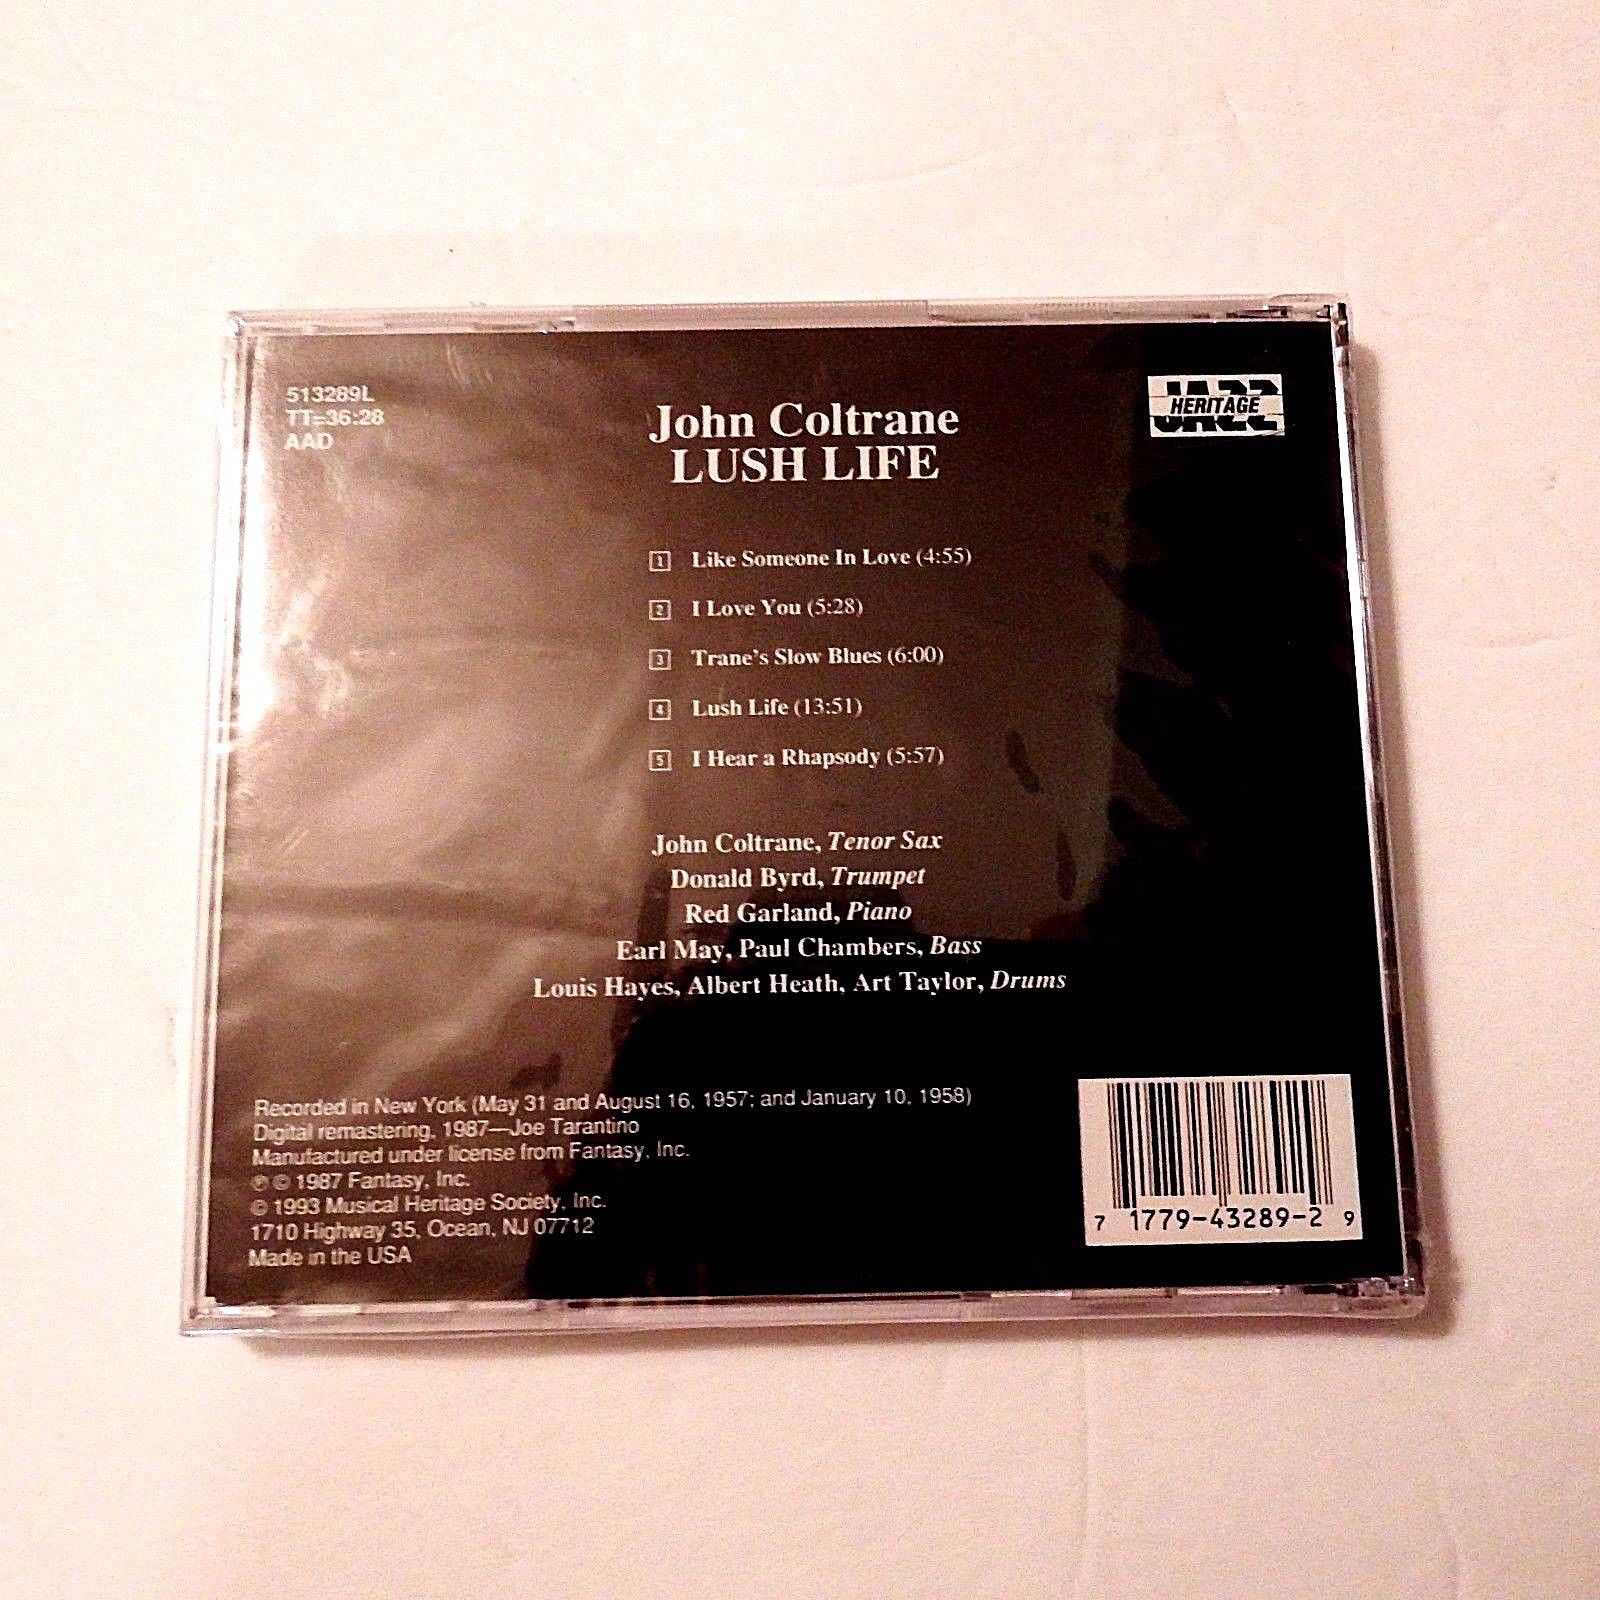 513289L
TT=36:28
AAD
John Coltrane
LUSH LIFE
JAZZ
HERITAGE
1 Like Someone In Love (4:55)
2 I Love You (5:28)
3 Trane's Slow Blues (6:00)
4 Lush Life (13:51)
5 I Hear a Rhapsody (5:57)
John Coltrane, Tenor Sax
Donald Byrd, Trumpet
Red Garland, Piano
Earl May, Paul Chambers, Bass
Louis Hayes, Albert Heath, Art Taylor, Drums
Recorded in New York (May 31 and August 16, 1957; and January 10, 1958)
Digital remastering, 1987—Joe Tarantino
Manufactured under license from Fantasy, Inc.
℗ © 1987 Fantasy, Inc.
© 1993 Musical Heritage Society, Inc.
1710 Highway 35, Ocean, NJ 07712
Made in the USA
7 1779-43289-2 9